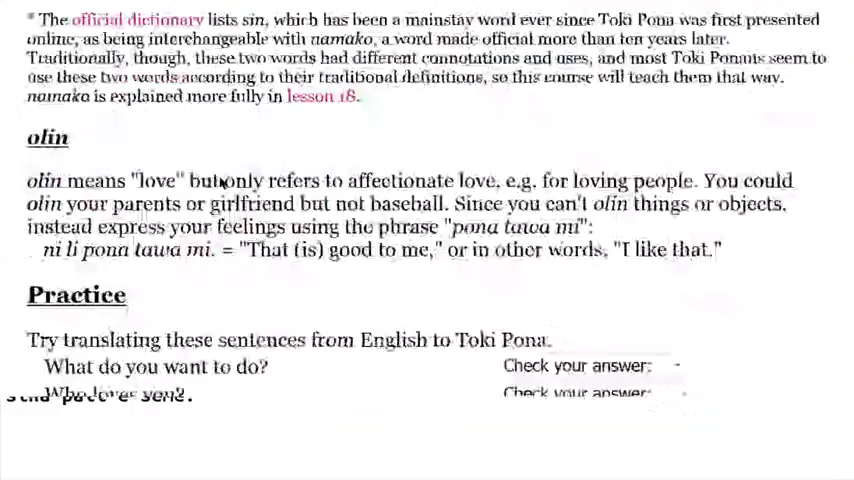 * The official dictionary lists sin, which has been a mainstay word ever since Toki Pona was first presented
online, as being interchangeable with namako, a word made official more than ten years later.
Traditionally, though, these two words had different connotations and uses, and most Toki Ponans seem to
use these two words according to their traditional definitions, so this course will teach them that way.
namako is explained more fully in lesson 18.
olin
olin means "love" but only refers to affectionate love, e.g. for loving people. You could
olin your parents or girlfriend but not baseball. Since you can't olin things or objects,
instead express your feelings using the phrase "pona tawa mi":
ni li pona tawa mi. = "That (is) good to me," or in other words, "I like that."
Practice
Try translating these sentences from English to Toki Pona.
What do you want to do? Check your answer:
Who loves you? Check your answer: